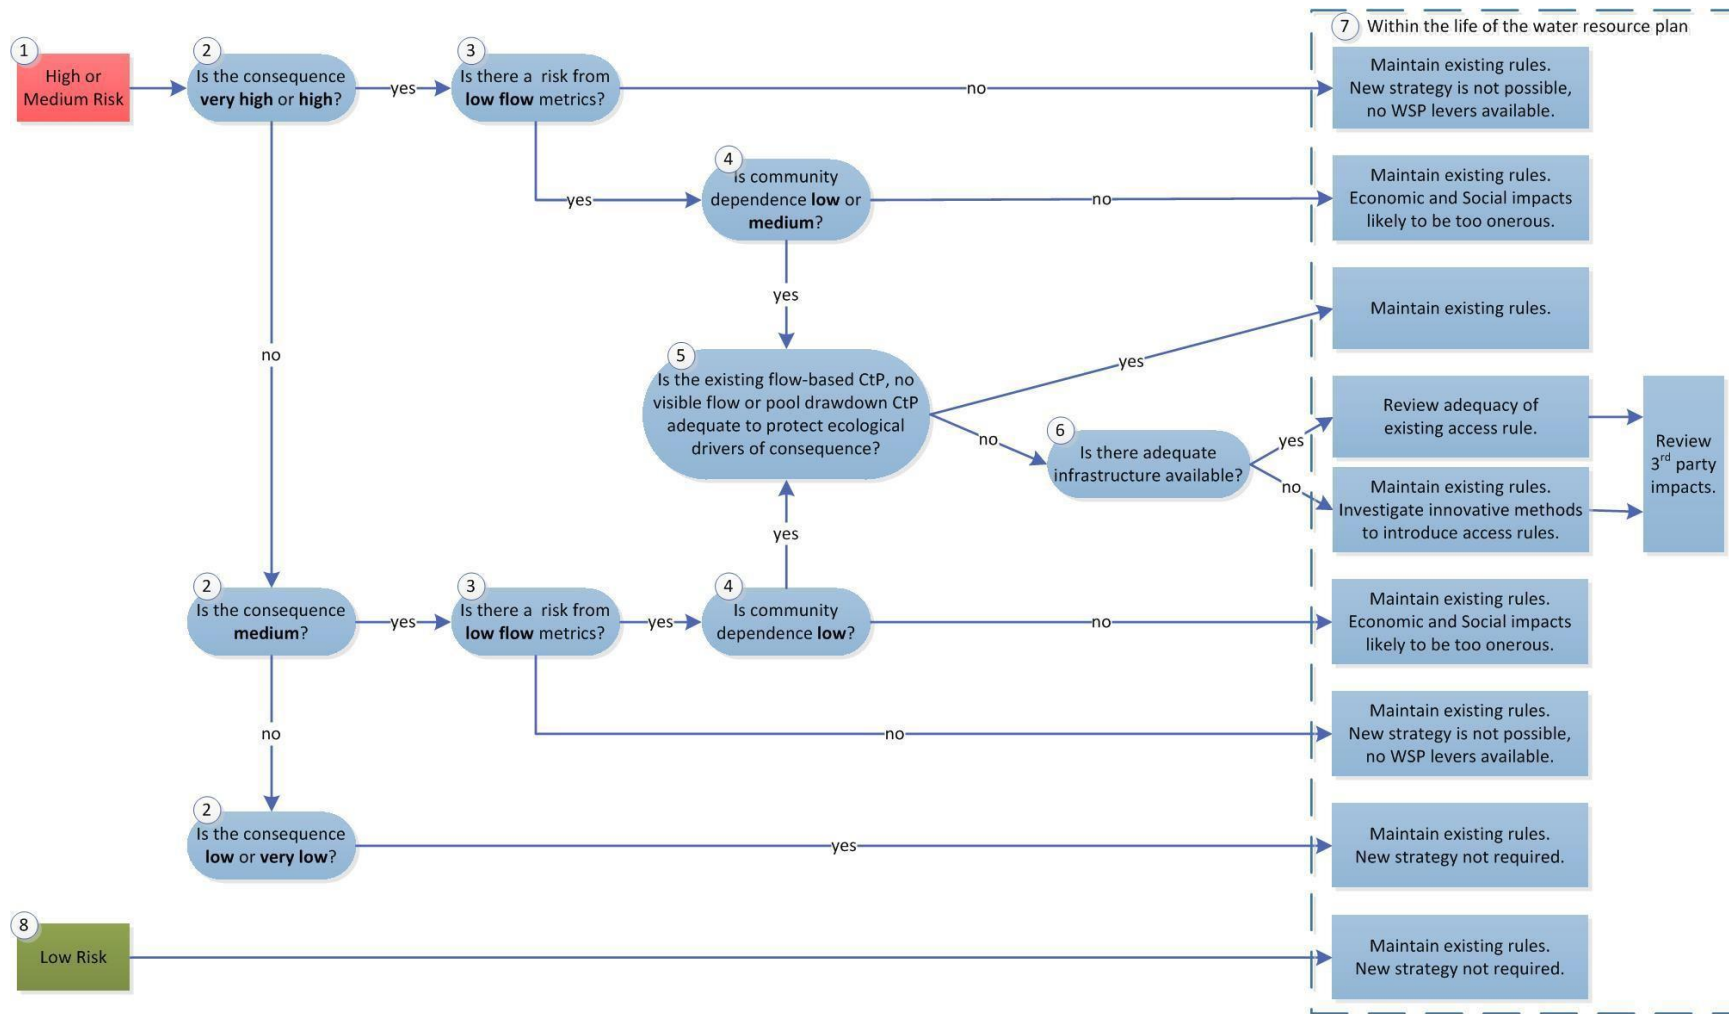 7 Within the life of the water resource plan
1
High or
Medium Risk
2
Is the consequence
very high or high?
yes
3
Is there a risk from
low flow metrics?
no
Maintain existing rules.
New strategy is not possible,
no WSP levers available.
yes
4
Is community
dependence low or
medium?
no
Maintain existing rules.
Economic and Social impacts
likely to be too onerous.
yes
no
5
Is the existing flow-based CtP, no
visible flow or pool drawdown CtP
adequate to protect ecological
drivers of consequence?
yes
Maintain existing rules.
no
6
Is there adequate
infrastructure available?
yes
Review adequacy of
existing access rule.
no
Maintain existing rules.
Investigate innovative methods
to introduce access rules.
Review
3rd party
impacts.
yes
2
Is the consequence
medium?
yes
3
Is there a risk from
low flow metrics?
yes
4
Is community
dependence low?
no
Maintain existing rules.
Economic and Social impacts
likely to be too onerous.
no
no
Maintain existing rules.
New strategy is not possible,
no WSP levers available.
2
Is the consequence
low or very low?
yes
Maintain existing rules.
New strategy not required.
8
Low Risk
Maintain existing rules.
New strategy not required.